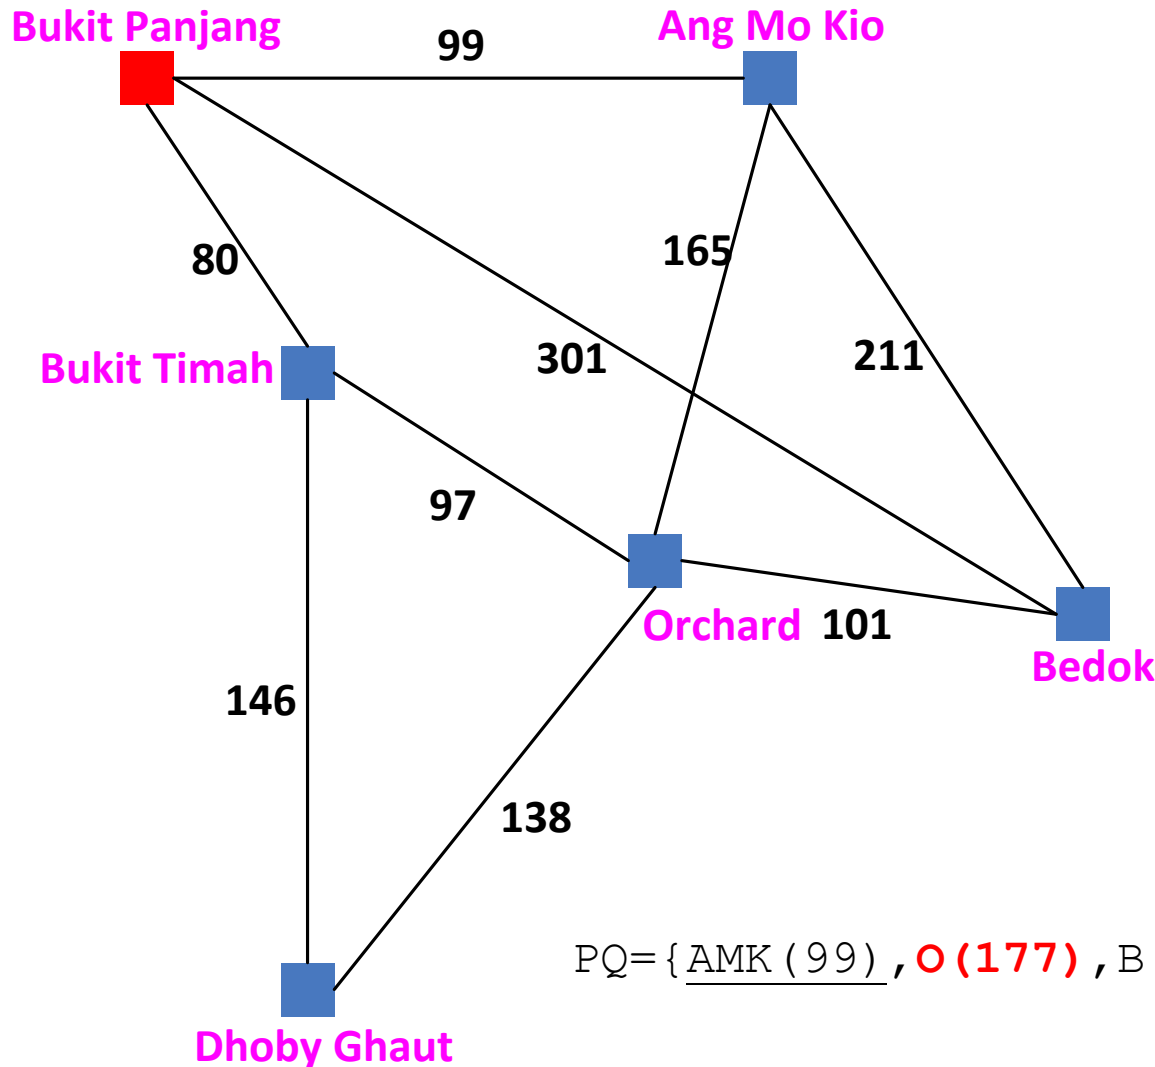 Bukit Panjang
99
Ang Mo Kio
80
165
301
211
Bukit Timah
97
Orchard
101
Bedok
146
138
PQ={AMK(99),O(177),B
Dhoby Ghaut